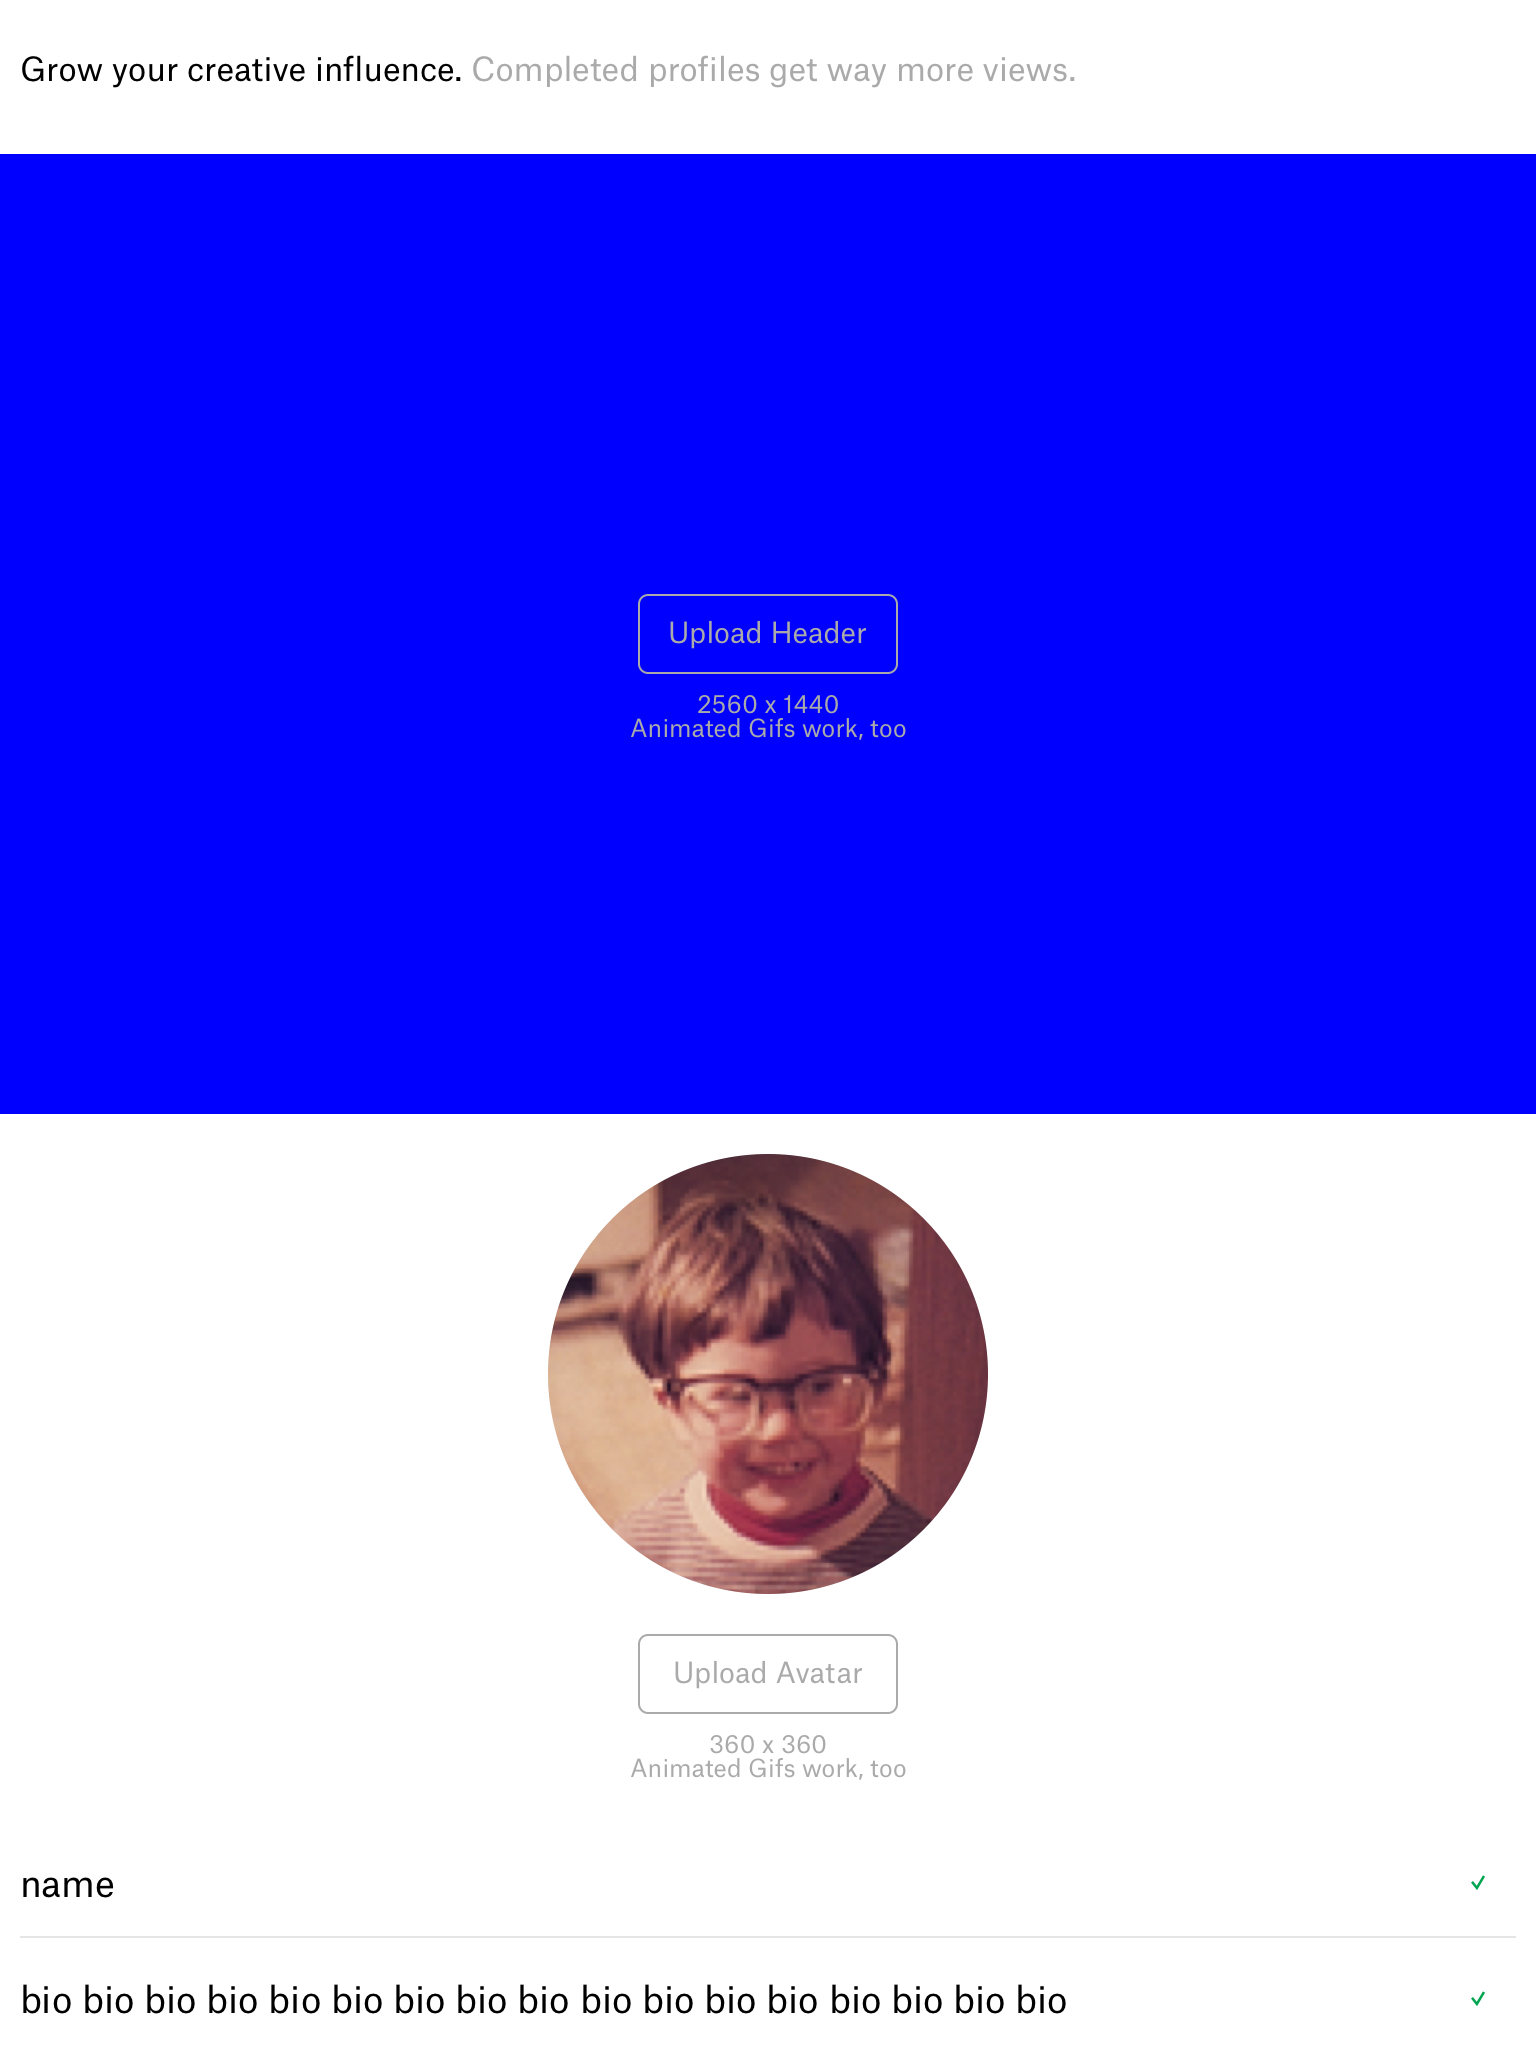 Grow your creative influence. Completed profiles get way more views.
Upload Header
2560 x 1440
Animated Gifs work, too
Upload Avatar
360 x 360
Animated Gifs work, too
name
bio bio bio bio bio bio bio bio bio bio bio bio bio bio bio bio bio